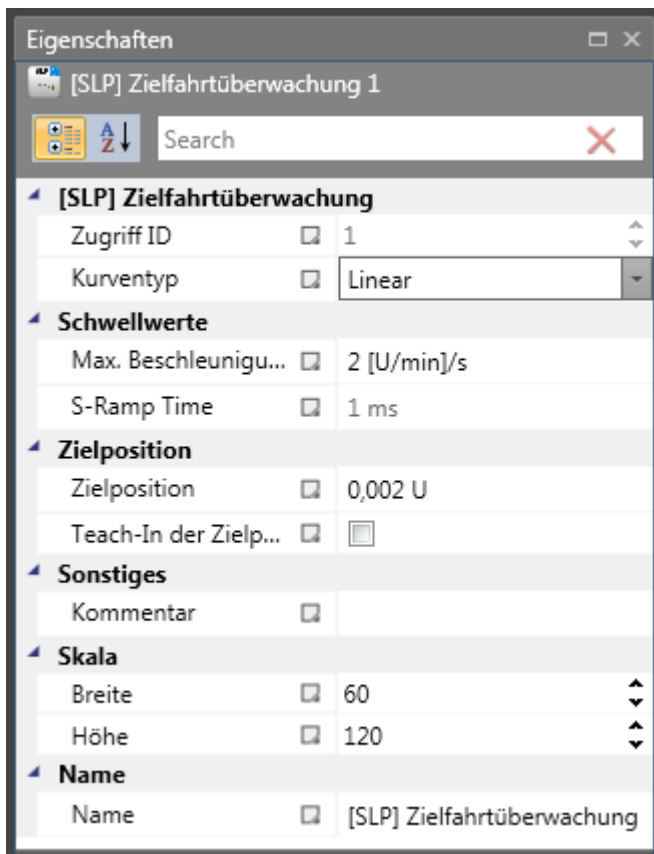 Eigenschaften
[SLP] Zielfahrtüberwachung 1
Search
[SLP] Zielfahrtüberwachung
Zugriff ID 1
Kurventyp Linear
Schwellwerte
Max. Beschleunigu... 2 [U/min]/s
S-Ramp Time 1 ms
Zielposition
Zielposition 0,002 U
Teach-In der Zielp...
Sonstiges
Kommentar
Skala
Breite 60
Höhe 120
Name
Name [SLP] Zielfahrtüberwachung